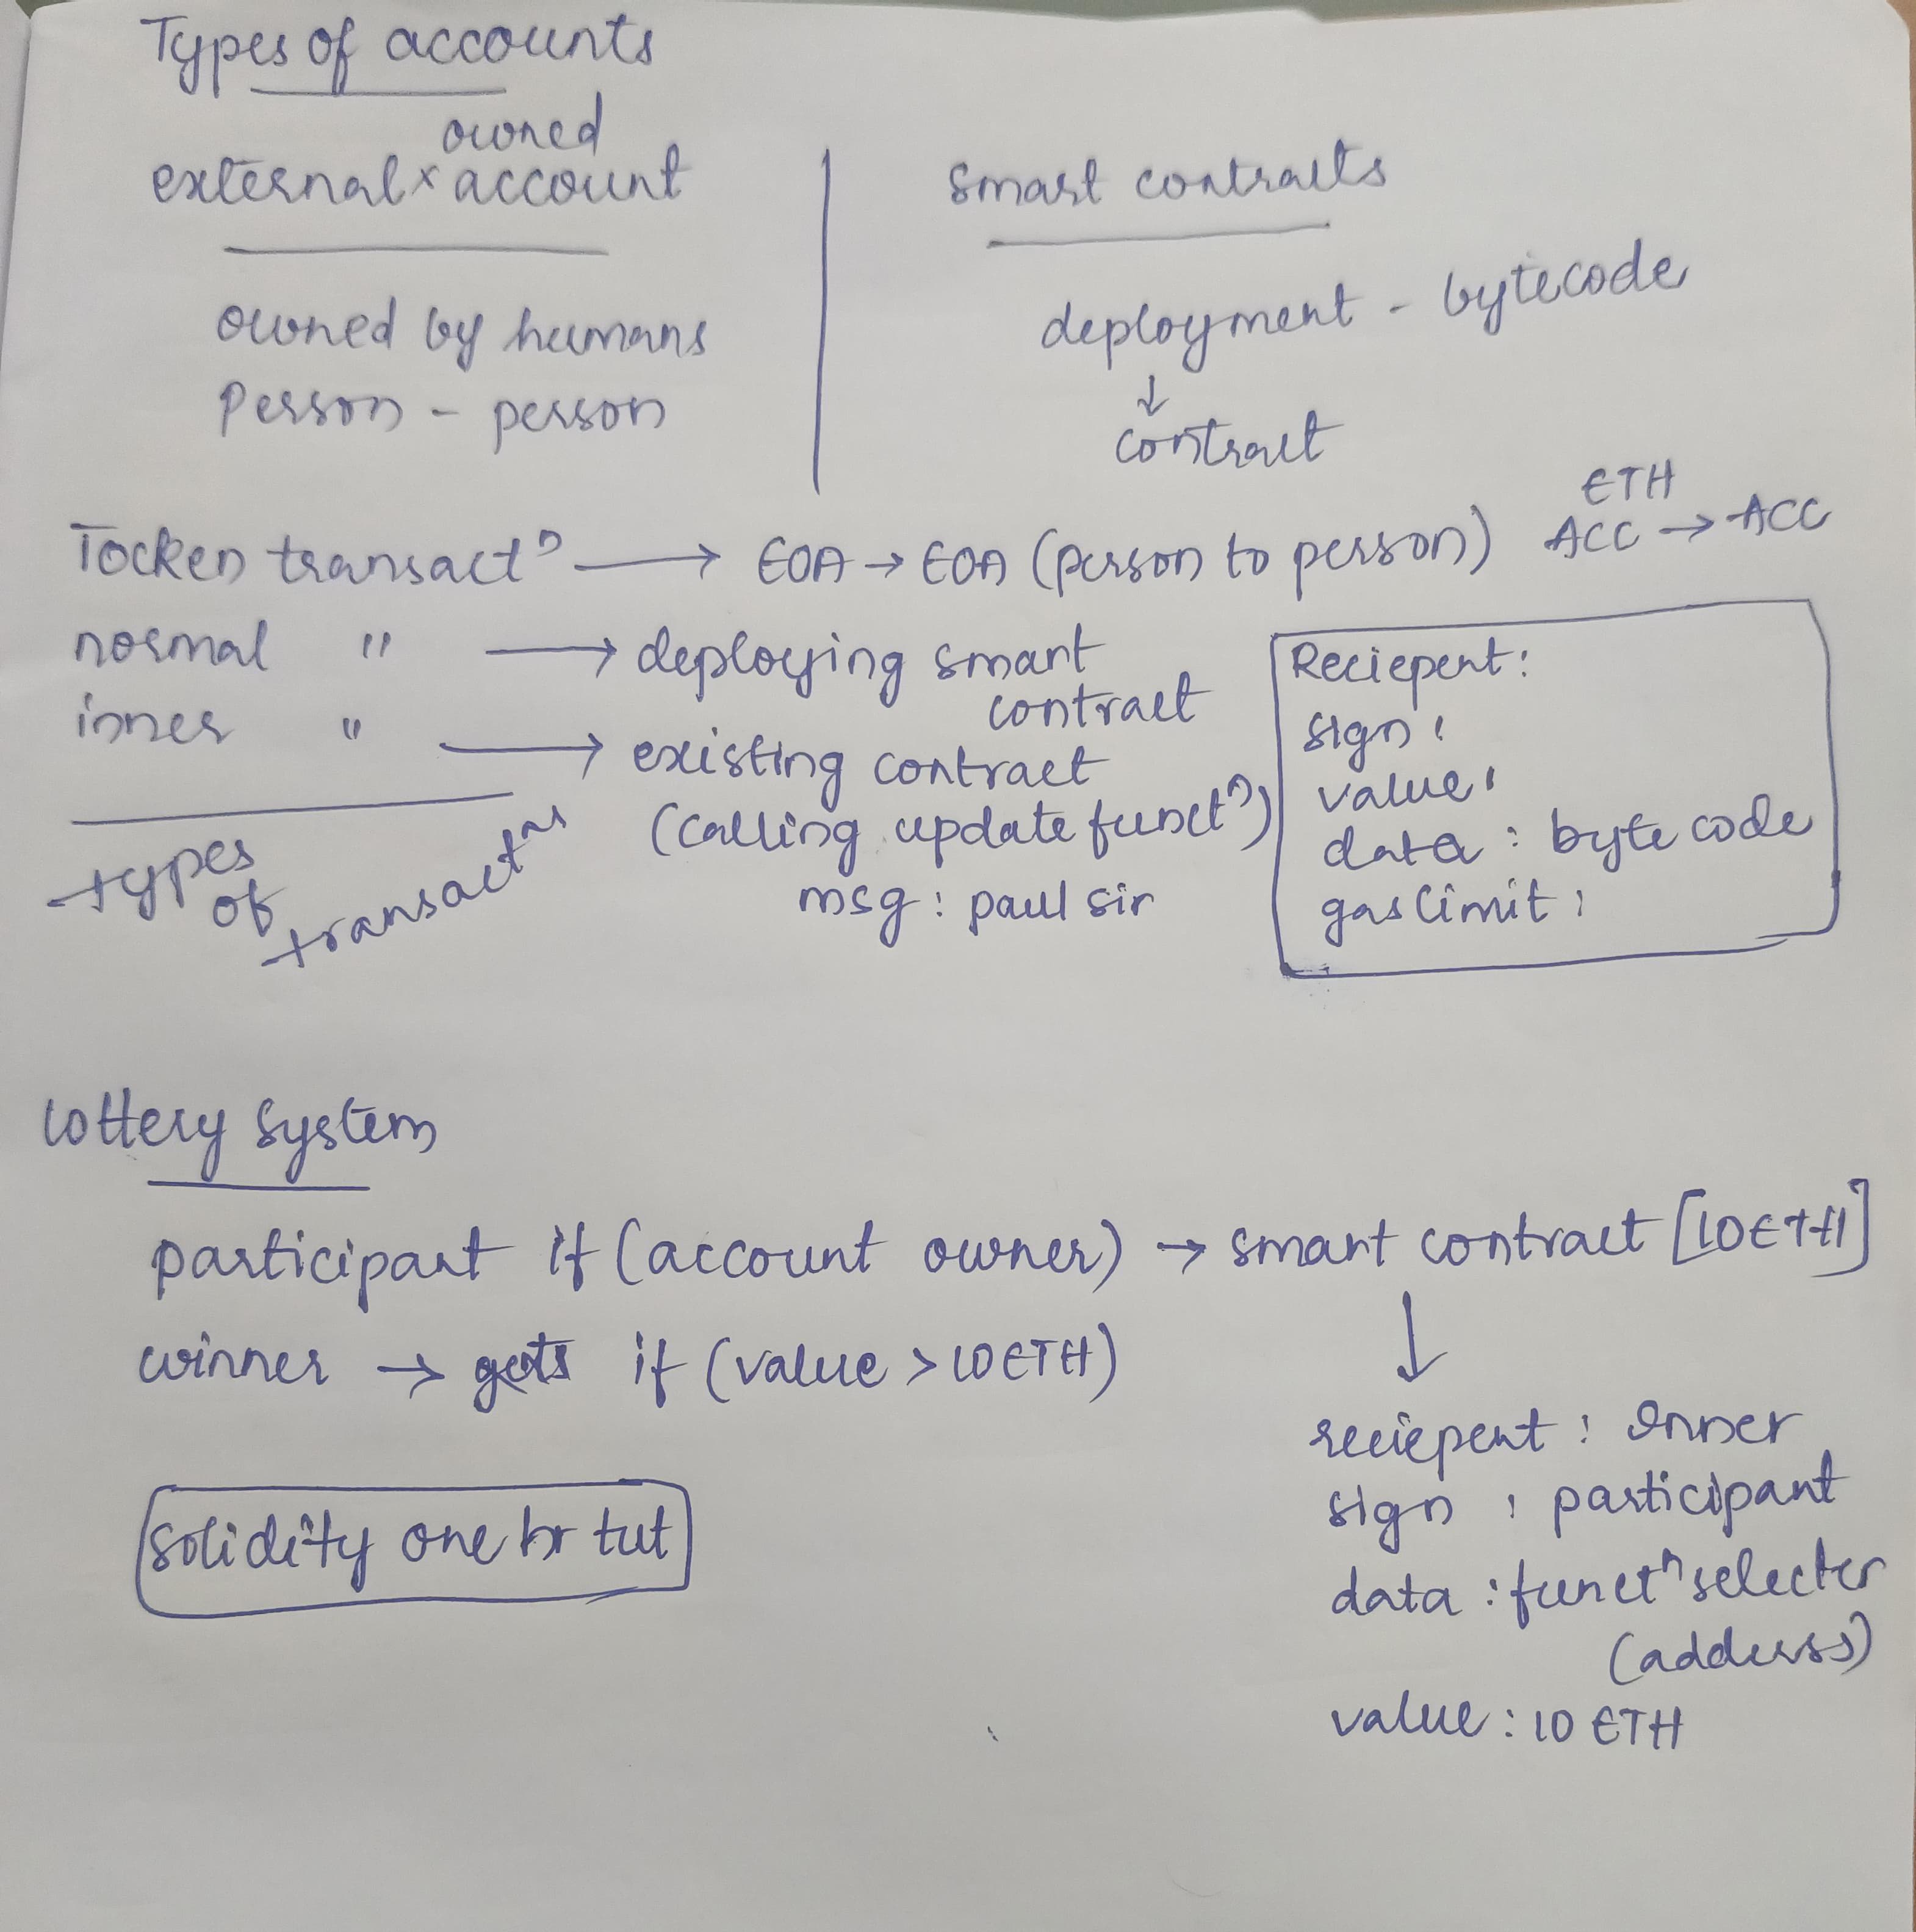 Types of accounts
owned
external x account
owned by humans
Person - person
smart contracts
deployment - bytecode
↓
contract
Tocken transactⁿ → EOA → EOA (person to person)
ETH
ACC → ACC
normal " → deploying smart
contract
inner " → existing contract
(calling update functⁿ)
msg : paul sir
types
of
transactⁿˢ
Reciepent :
sign :
value :
data : byte code
gas limit :
lottery system
participant if (account owner) → smart contract [10ETH]
winner → gets if (value > 10 ETH)
↓
reciepent : Inner
sign : participant
data : functⁿ selecter
(adderss)
value : 10 ETH
solidity one hr tut